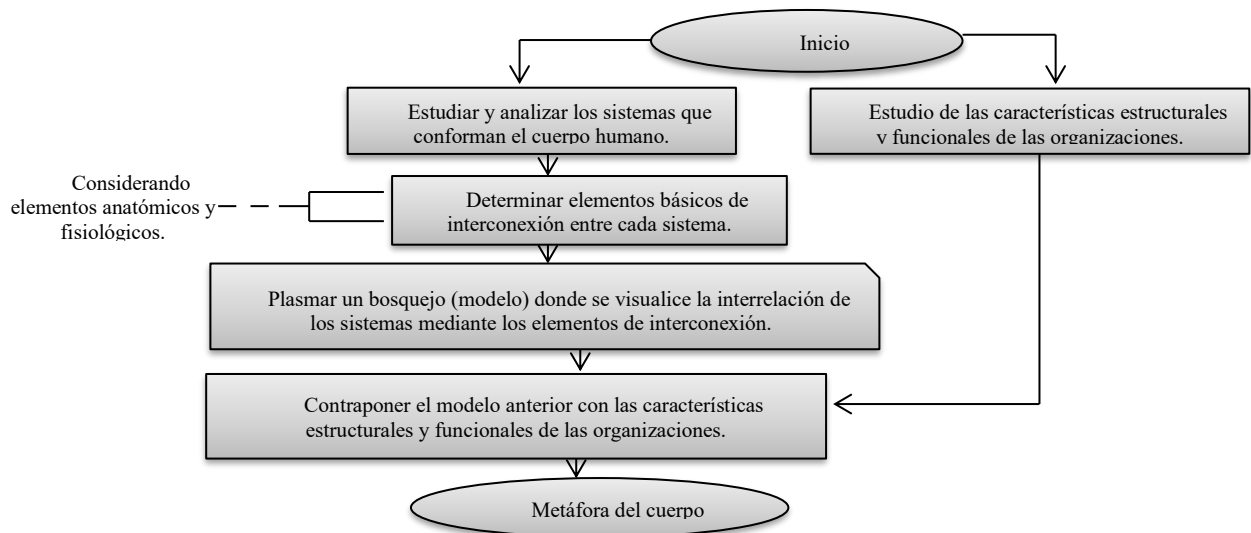 Inicio
Estudiar y analizar los sistemas que
conforman el cuerpo humano.
Estudio de las características estructurales
y funcionales de las organizaciones.
Considerando
elementos anatómicos y
fisiológicos.
Determinar elementos básicos de
interconexión entre cada sistema.
Plasmar un bosquejo (modelo) donde se visualice la interrelación de
los sistemas mediante los elementos de interconexión.
Contraponer el modelo anterior con las características
estructurales y funcionales de las organizaciones.
Metáfora del cuerpo